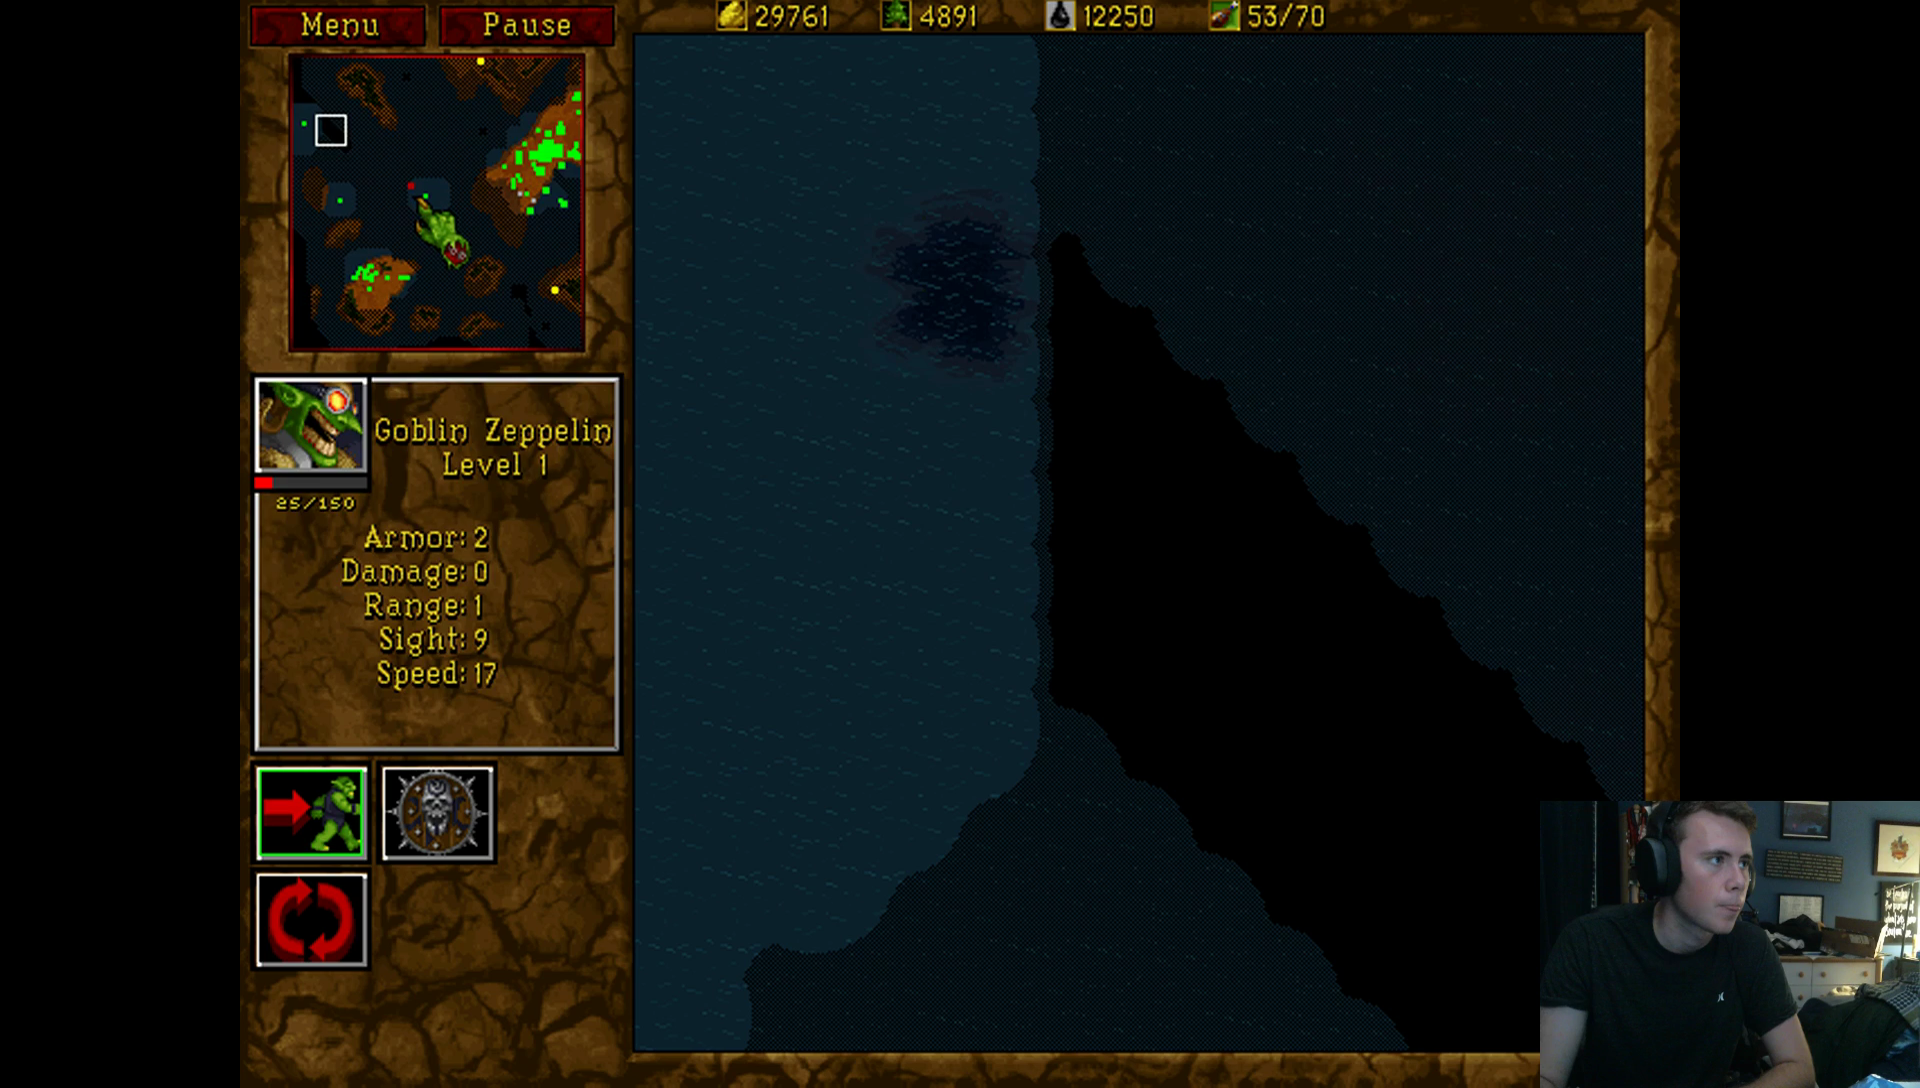 Menu
Pause
29761
4891
12250
53/70
Goblin Zeppelin
Level 1
25/150
Armor: 2
Damage: 0
Range: 1
Sight: 9
Speed: 17